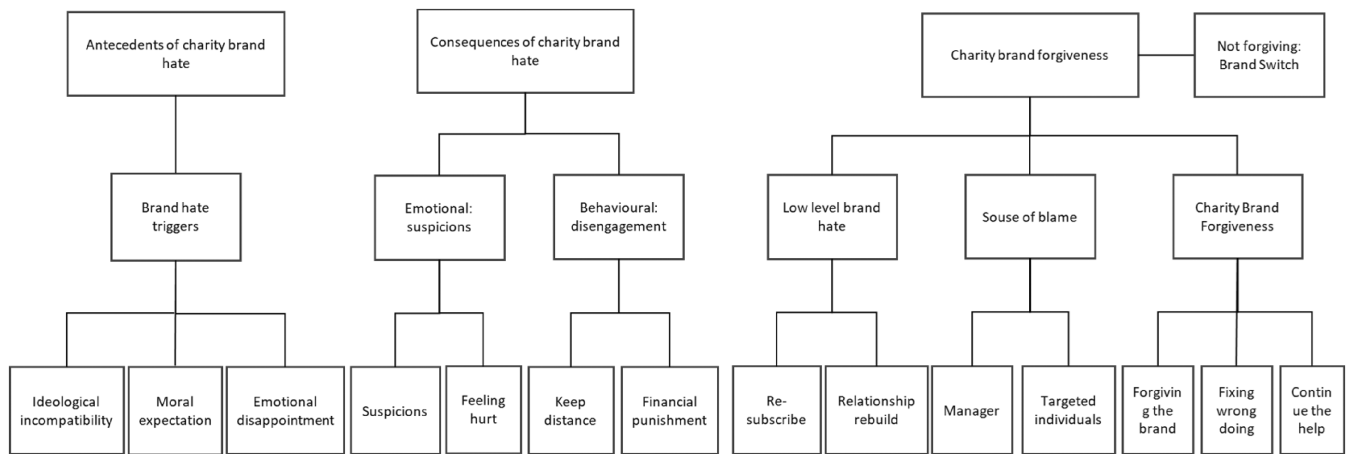 Antecedents of charity brand
hate
Consequences of charity brand
hate
Charity brand forgiveness
Not forgiving:
Brand Switch
Brand hate
triggers
Emotional:
suspicions
Behavioural:
disengagement
Low level brand
hate
Souse of blame
Charity Brand
Forgiveness
Ideological
incompatibility
Moral
expectation
Emotional
disappointment
Suspicions
Feeling
hurt
Keep
distance
Financial
punishment
Re-
subscribe
Relationship
rebuild
Manager
Targeted
individuals
Forgivin
g the
brand
Fixing
wrong
doing
Contin
ue the
help